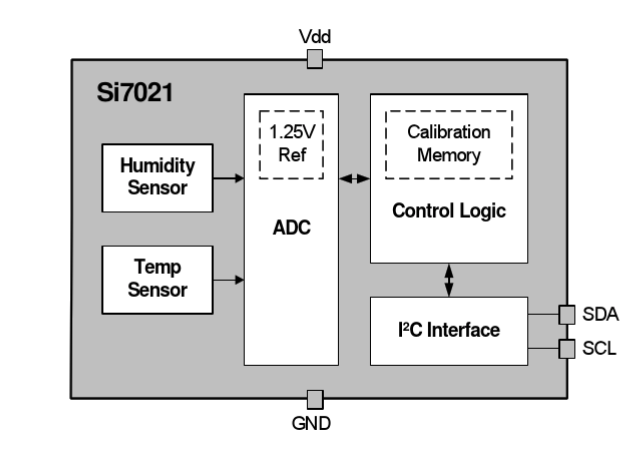 Vdd
Si7021
1.25V
Ref
Calibration
Memory
Humidity
Sensor
Control Logic
ADC
Temp
Sensor
I²C Interface
SDA
SCL
GND